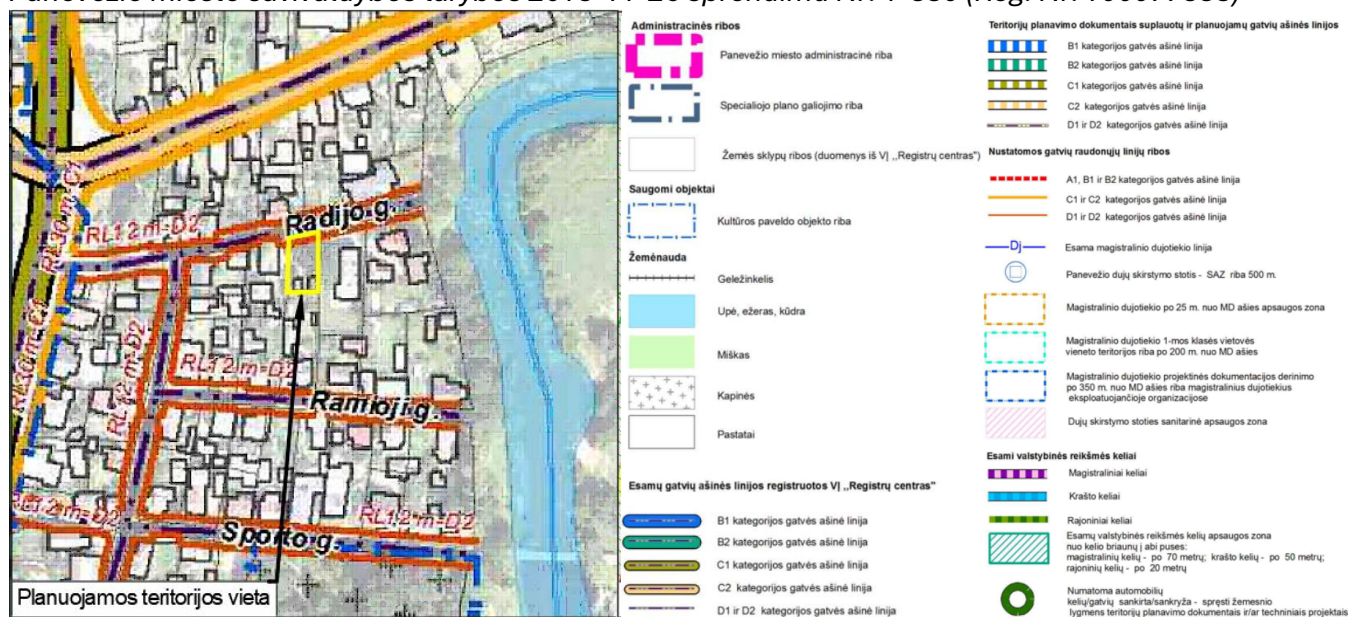 Panevėžio miesto savivaldybės tarybos
Radijo g.
RL12 m=D2
RL30 m=C1
RL12 m=D2
RL12 m=D2
Ramioji g.
RL12 m=D2
RL12 m=D2
Sporto g.
Planuojamos teritorijos vieta
Administracinės ribos
Panevėžio miesto administracinė riba
Specialiojo plano galiojimo riba
Žemės sklypų ribos (duomenys iš VĮ ,,Registrų centras")
Saugomi objektai
Kultūros paveldo objekto riba
Žemėnauda
Geležinkelis
Upė, ežeras, kūdra
Miškas
Kapinės
Pastatai
Esamų gatvių ašinės linijos registruotos VĮ ,,Registrų centras"
B1 kategorijos gatvės ašinė linija
B2 kategorijos gatvės ašinė linija
C1 kategorijos gatvės ašinė linija
C2 kategorijos gatvės ašinė linija
D1 ir D2 kategorijos gatvės ašinė linija
Teritorijų planavimo dokumentais suplauotų ir planuojamų gatvių ašinės linijos
B1 kategorijos gatvės ašinė linija
B2 kategorijos gatvės ašinė linija
C1 kategorijos gatvės ašinė linija
C2 kategorijos gatvės ašinė linija
D1 ir D2 kategorijos gatvės ašinė linija
Nustatomos gatvių raudonųjų linijų ribos
A1, B1 ir B2 kategorijos gatvės ašinė linija
C1 ir C2 kategorijos gatvės ašinė linija
D1 ir D2 kategorijos gatvės ašinė linija
Dj
Esama magistralinio dujotiekio linija
Panevėžio dujų skirstymo stotis - SAZ riba 500 m.
Magistralinio dujotiekio po 25 m. nuo MD ašies apsaugos zona
Magistralinio dujotiekio 1-mos klasės vietovės
vieneto teritorijos riba po 200 m. nuo MD ašies
Magistralinio dujotiekio projektinės dokumentacijos derinimo
po 350 m. nuo MD ašies riba magistralinius dujotiekius
eksploatuojančioje organizacijose
Dujų skirstymo stoties sanitarinė apsaugos zona
Esami valstybinės reikšmės keliai
Magistraliniai keliai
Krašto keliai
Rajoniniai keliai
Esamų valstybinės reikšmės kelių apsaugos zona
nuo kelio briaunų į abi puses:
magistralinių kelių - po 70 metrų; krašto kelių - po 50 metrų;
rajoninių kelių - po 20 metrų
Numatoma automobilių
kelių/gatvių sankirta/sankryža - spręsti žemesnio
lygmens teritorijų planavimo dokumentais ir/ar techniniais projektais